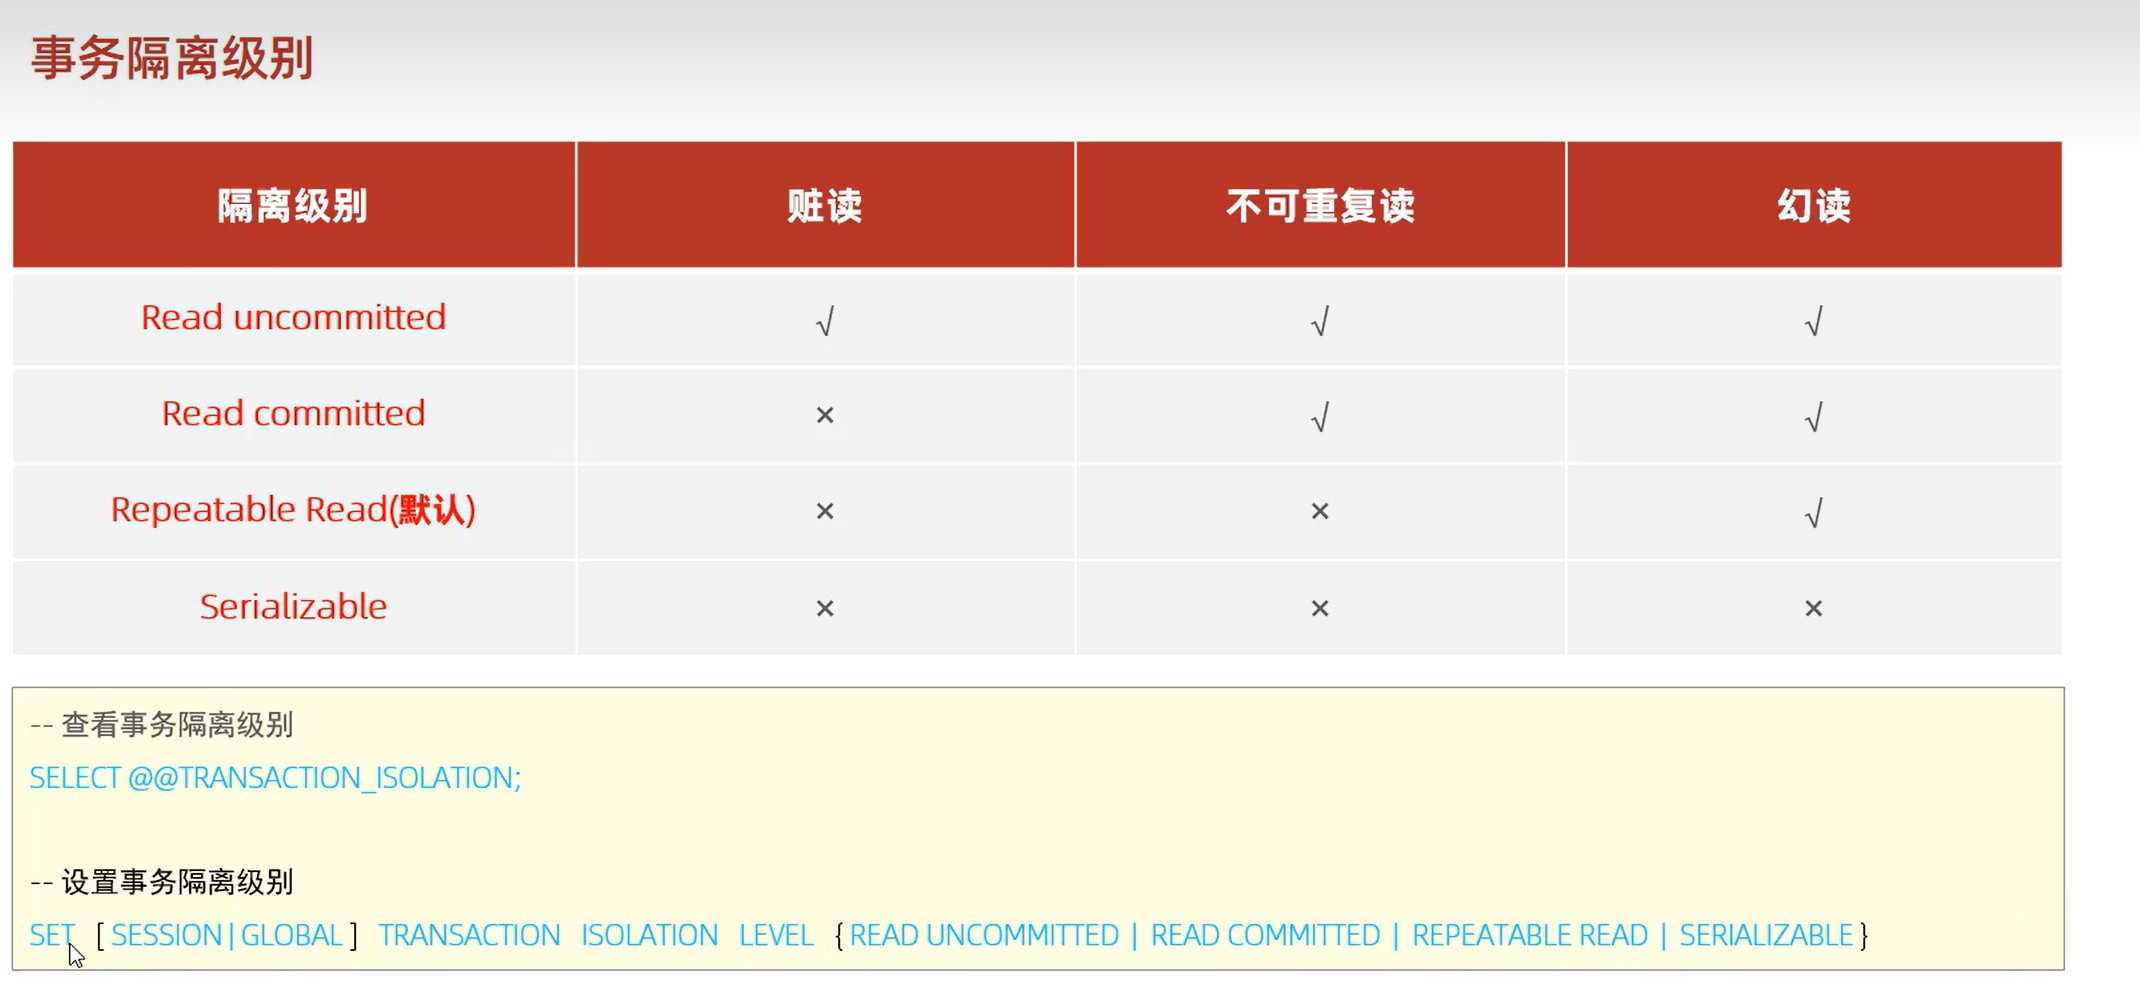 事务隔离级别
隔离级别 赃读 不可重复读 幻读
Read uncommitted √ √ √
Read committed × √ √
Repeatable Read(默认) × × √
Serializable × × ×
-- 查看事务隔离级别
SELECT @@TRANSACTION_ISOLATION;
-- 设置事务隔离级别
SET [ SESSION | GLOBAL ] TRANSACTION ISOLATION LEVEL { READ UNCOMMITTED | READ COMMITTED | REPEATABLE READ | SERIALIZABLE }